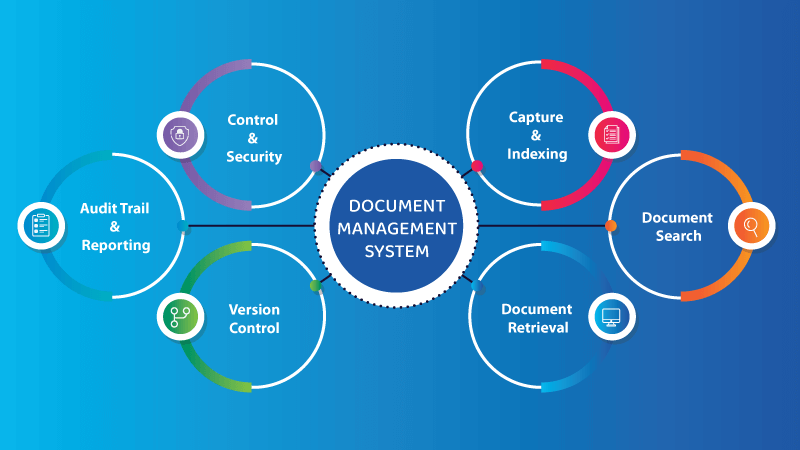 Control
&
Security
Capture
&
Indexing
Audit Trail
&
Reporting
DOCUMENT
MANAGEMENT
SYSTEM
Document
Search
Version
Control
Document
Retrieval